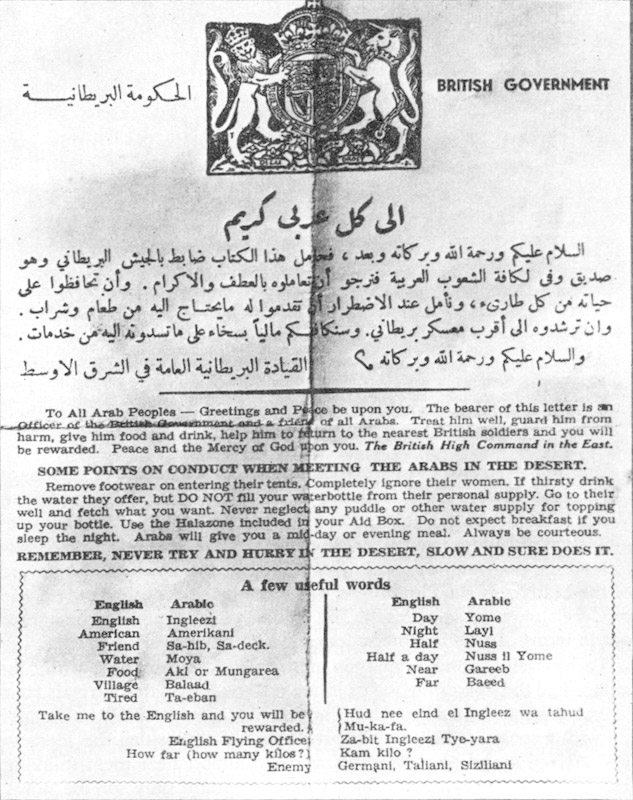 الحكومة البريطانيـة
BRITISH GOVERNMENT
الى كل عربى كريم
السلام عليكم ورحمة الله وبركاته وبعد ، فحامل هذا الكتاب ضابط بالجيش البريطاني وهو
صديق وفى لكافة الشعوب العربية فنرجو أن تعاملوه بالعطف والاكرام . وأن تحافظوا على
حياته من كل طارىء ، ونأمل عند الاضطرار أن تقدموا له مايحتاج اليه من طعام وشراب .
وان ترشدوه الى أقرب معسكر بريطاني . وسنكافئكم مالياً بسخاء على ماتسدونه اليه من خدمات .
والسلام عليكم ورحمة الله وبركاته ؟ القيادة البريطانية العامة في الشرق الاوسط
To All Arab Peoples — Greetings and Peace be upon you. The bearer of this letter is an
Officer of the British Government and a friend of all Arabs. Treat him well, guard him from
harm, give him food and drink, help him to return to the nearest British soldiers and you will
be rewarded. Peace and the Mercy of God upon you. The British High Command in the East.
SOME POINTS ON CONDUCT WHEN MEETING THE ARABS IN THE DESERT.
Remove footwear on entering their tents. Completely ignore their women. If thirsty drink
the water they offer, but DO NOT fill your waterbottle from their personal supply. Go to their
well and fetch what you want. Never neglect any puddle or other water supply for topping
up your bottle. Use the Halazone included in your Aid Box. Do not expect breakfast if you
sleep the night. Arabs will give you a mid-day or evening meal. Always be courteous.
REMEMBER, NEVER TRY AND HURRY IN THE DESERT, SLOW AND SURE DOES IT.
A few useful words
English Arabic
English Ingleezi
American Amerikani
Friend Sa-hib, Sa-deck.
Water Moya
Food Akl or Mungarea
Village Balaad
Tired Ta-eban
English Arabic
Day Yome
Night Layl
Half Nuss
Half a day Nuss il Yome
Near Gareeb
Far Baeed
Take me to the English and you will be rewarded. Hud nee eind el Ingleez wa tahud Mu-ka-fa.
English Flying Officer Za-bit Ingleezi Tye-yara
How far (how many kilos?) Kam kilo ?
Enemy Germani, Taliani, Siziliani